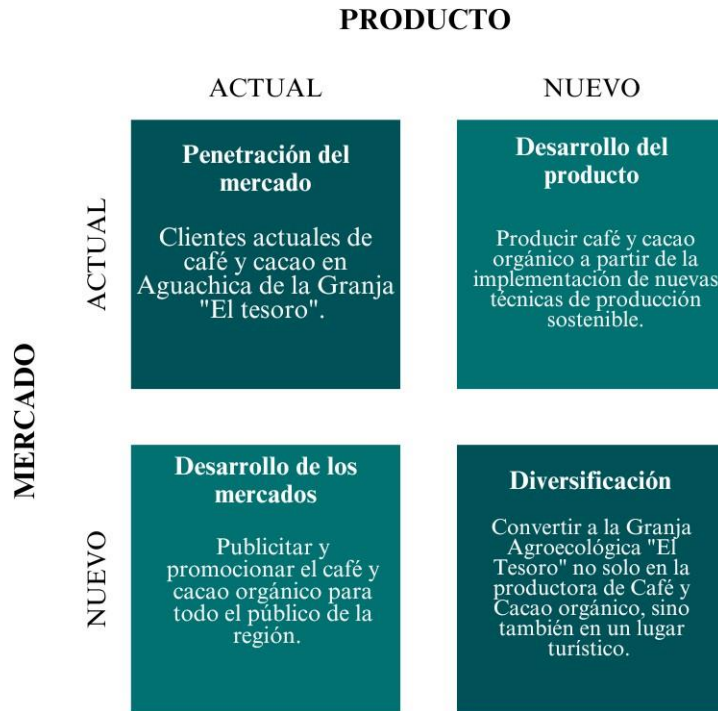 PRODUCTO
ACTUAL
NUEVO
MERCADO
ACTUAL
Penetración del
mercado
Clientes actuales de
café y cacao en
Aguachica de la Granja
"El tesoro".
Desarrollo del
producto
Producir café y cacao
orgánico a partir de la
implementación de nuevas
técnicas de producción
sostenible.
NUEVO
Desarrollo de los
mercados
Publicitar y
promocionar el café y
cacao orgánico para
todo el público de la
región.
Diversificación
Convertir a la Granja
Agroecológica "El
Tesoro" no solo en la
productora de Café y
Cacao orgánico, sino
también en un lugar
turístico.